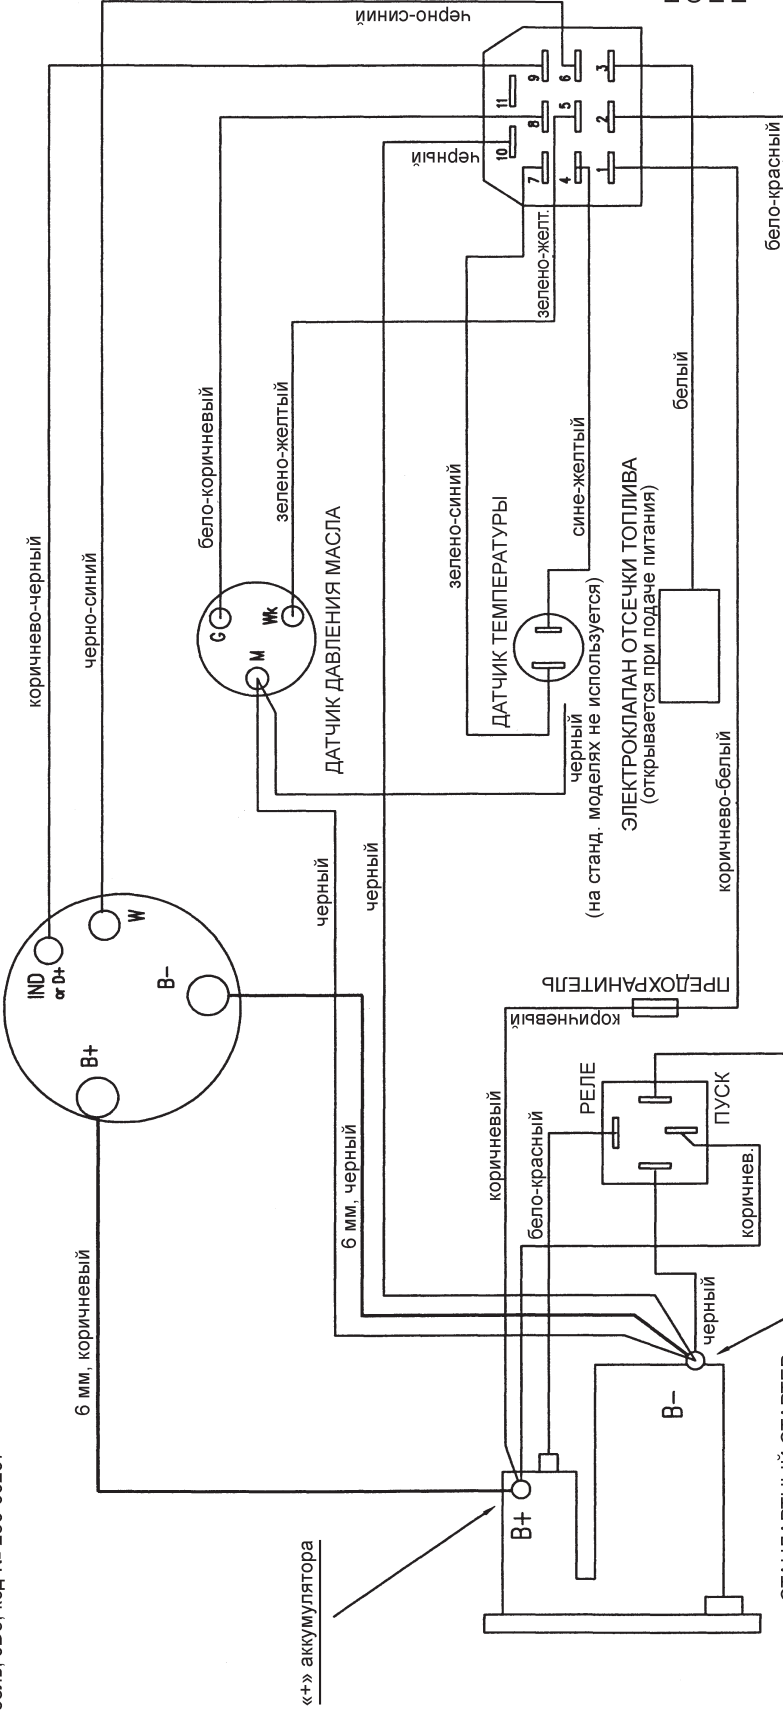 6 мм, коричневый
«+» аккумулятора
B+
B-
IND
or D+
W
коричнево-черный
черно-синий
черно-синий
6 мм, черный
черный
черный
черный
G
M
Wk
бело-коричневый
зелено-желтый
ДАТЧИК ДАВЛЕНИЯ МАСЛА
зелено-синий
ДАТЧИК ТЕМПЕРАТУРЫ
сине-желтый
зелено-желт.
черный
(на станд. моделях не используется)
ЭЛЕКТРОКЛАПАН ОТСЕЧКИ ТОПЛИВА
(открывается при подаче питания)
белый
коричнево-белый
бело-красный
9
6
3
11
8
5
2
10
7
4
1
ПРЕДОХРАНИТЕЛЬ
коричневый
коричневый
бело-красный
РЕЛЕ
ПУСК
коричнев.
черный
B+
B-